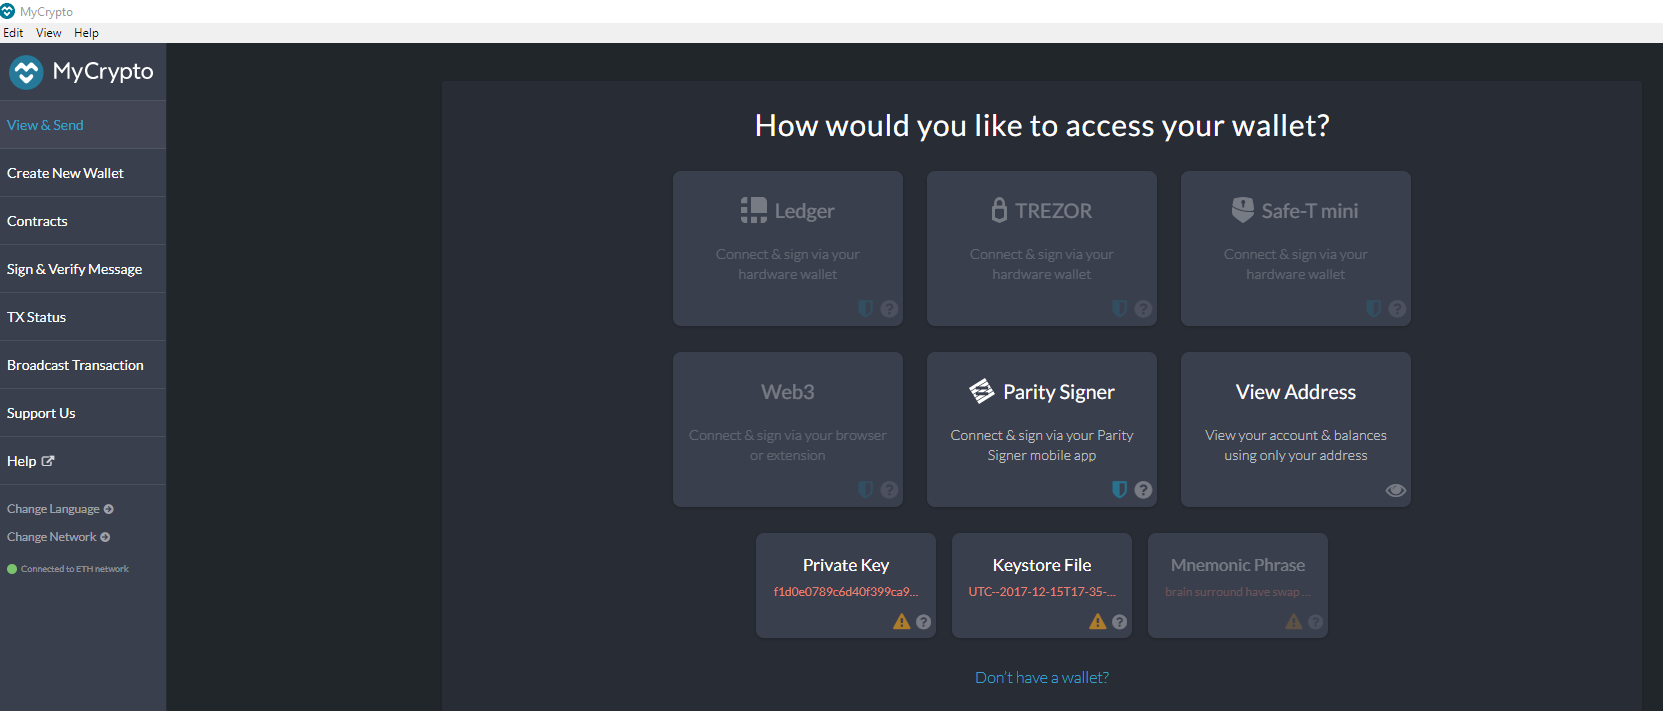 MyCrypto
Edit View Help
MyCrypto
View & Send
Create New Wallet
Contracts
Sign & Verify Message
TX Status
Broadcast Transaction
Support Us
Help
Change Language
Change Network
Connected to ETH network
How would you like to access your wallet?
Ledger
Connect & sign via your
hardware wallet
?
TREZOR
Connect & sign via your
hardware wallet
?
Safe-T mini
Connect & sign via your
hardware wallet
?
Web3
Connect & sign via your browser
or extension
?
Parity Signer
Connect & sign via your Parity
Signer mobile app
?
View Address
View your account & balances
using only your address
Private Key
f1d0e0789c6d40f399ca9...
?
Keystore File
UTC--2017-12-15T17-35-...
?
Mnemonic Phrase
brain surround have swap ...
?
Don't have a wallet?